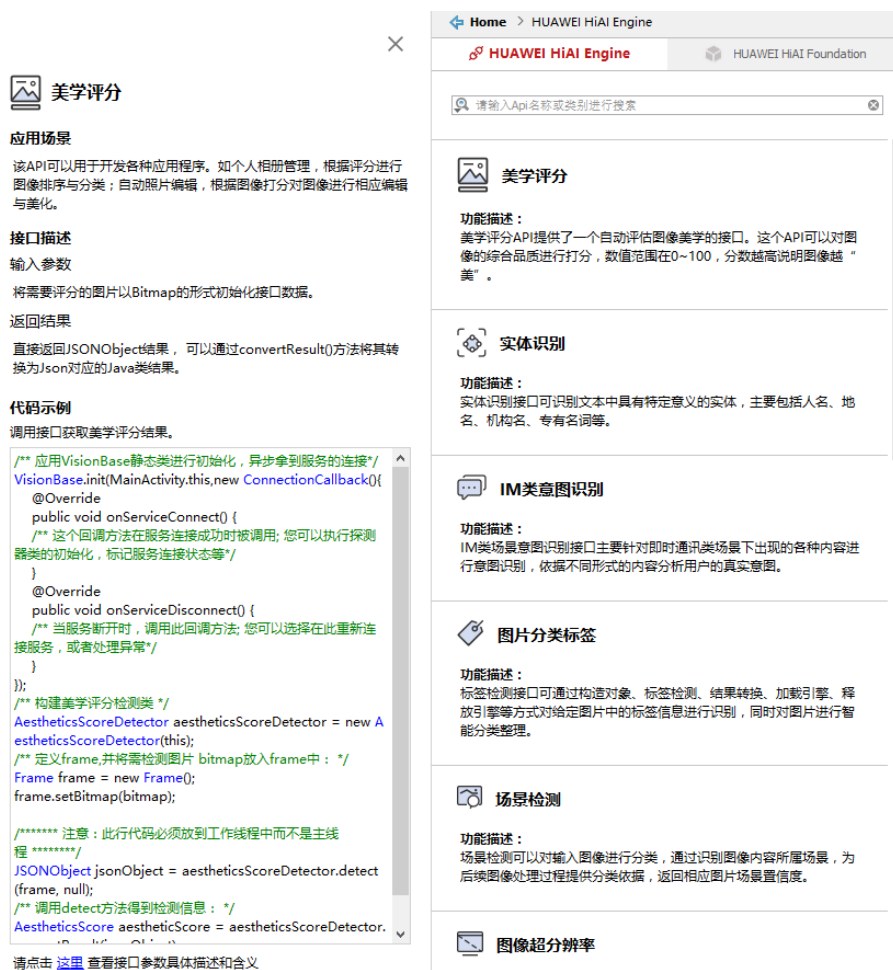 美学评分
应用场景
该API可以用于开发各种应用程序。如个人相册管理，根据评分进行
图像排序与分类；自动照片编辑，根据图像打分对图像进行相应编辑
与美化。
接口描述
输入参数
将需要评分的图片以Bitmap的形式初始化接口数据。
返回结果
直接返回JSONObject结果， 可以通过convertResult()方法将其转
换为Json对应的Java类结果。
代码示例
调用接口获取美学评分结果。
/** 应用VisionBase静态类进行初始化，异步拿到服务的连接*/
VisionBase.init(MainActivity.this,new ConnectionCallback(){
@Override
public void onServiceConnect() {
/** 这个回调方法在服务连接成功时被调用; 您可以执行探测
器类的初始化，标记服务连接状态等*/
}
@Override
public void onServiceDisconnect() {
/** 当服务断开时，调用此回调方法; 您可以选择在此重新连
接服务，或者处理异常*/
}
});
/** 构建美学评分检测类 */
AestheticsScoreDetector aestheticsScoreDetector = new A
estheticsScoreDetector(this);
/** 定义frame,并将需检测图片 bitmap放入frame中： */
Frame frame = new Frame();
frame.setBitmap(bitmap);
/******* 注意：此行代码必须放到工作线程中而不是主线
程 ********/
JSONObject jsonObject = aestheticsScoreDetector.detect
(frame, null);
/** 调用detect方法得到检测信息： */
AestheticsScore aestheticScore = aestheticsScoreDetector.
请点击 这里 查看接口参数具体描述和含义
Home > HUAWEI HiAI Engine
HUAWEI HiAI Engine
HUAWEI HiAI Foundation
请输入Api名称或类别进行搜索
美学评分
功能描述：
美学评分API提供了一个自动评估图像美学的接口。这个API可以对图
像的综合品质进行打分，数值范围在0~100，分数越高说明图像越“
美”。
实体识别
功能描述：
实体识别接口可识别文本中具有特定意义的实体，主要包括人名、地
名、机构名、专有名词等。
IM类意图识别
功能描述：
IM类场景意图识别接口主要针对即时通讯类场景下出现的各种内容进
行意图识别，依据不同形式的内容分析用户的真实意图。
图片分类标签
功能描述：
标签检测接口可通过构造对象、标签检测、结果转换、加载引擎、释
放引擎等方式对给定图片中的标签信息进行识别，同时对图片进行智
能分类整理。
场景检测
功能描述：
场景检测可以对输入图像进行分类，通过识别图像内容所属场景，为
后续图像处理过程提供分类依据，返回相应图片场景置信度。
图像超分辨率